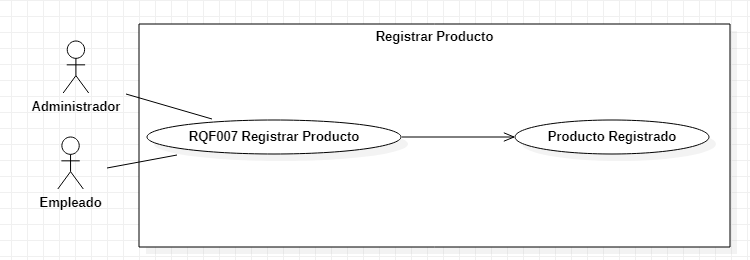 Registrar Producto
Administrador
RQF007 Registrar Producto
Producto Registrado
Empleado